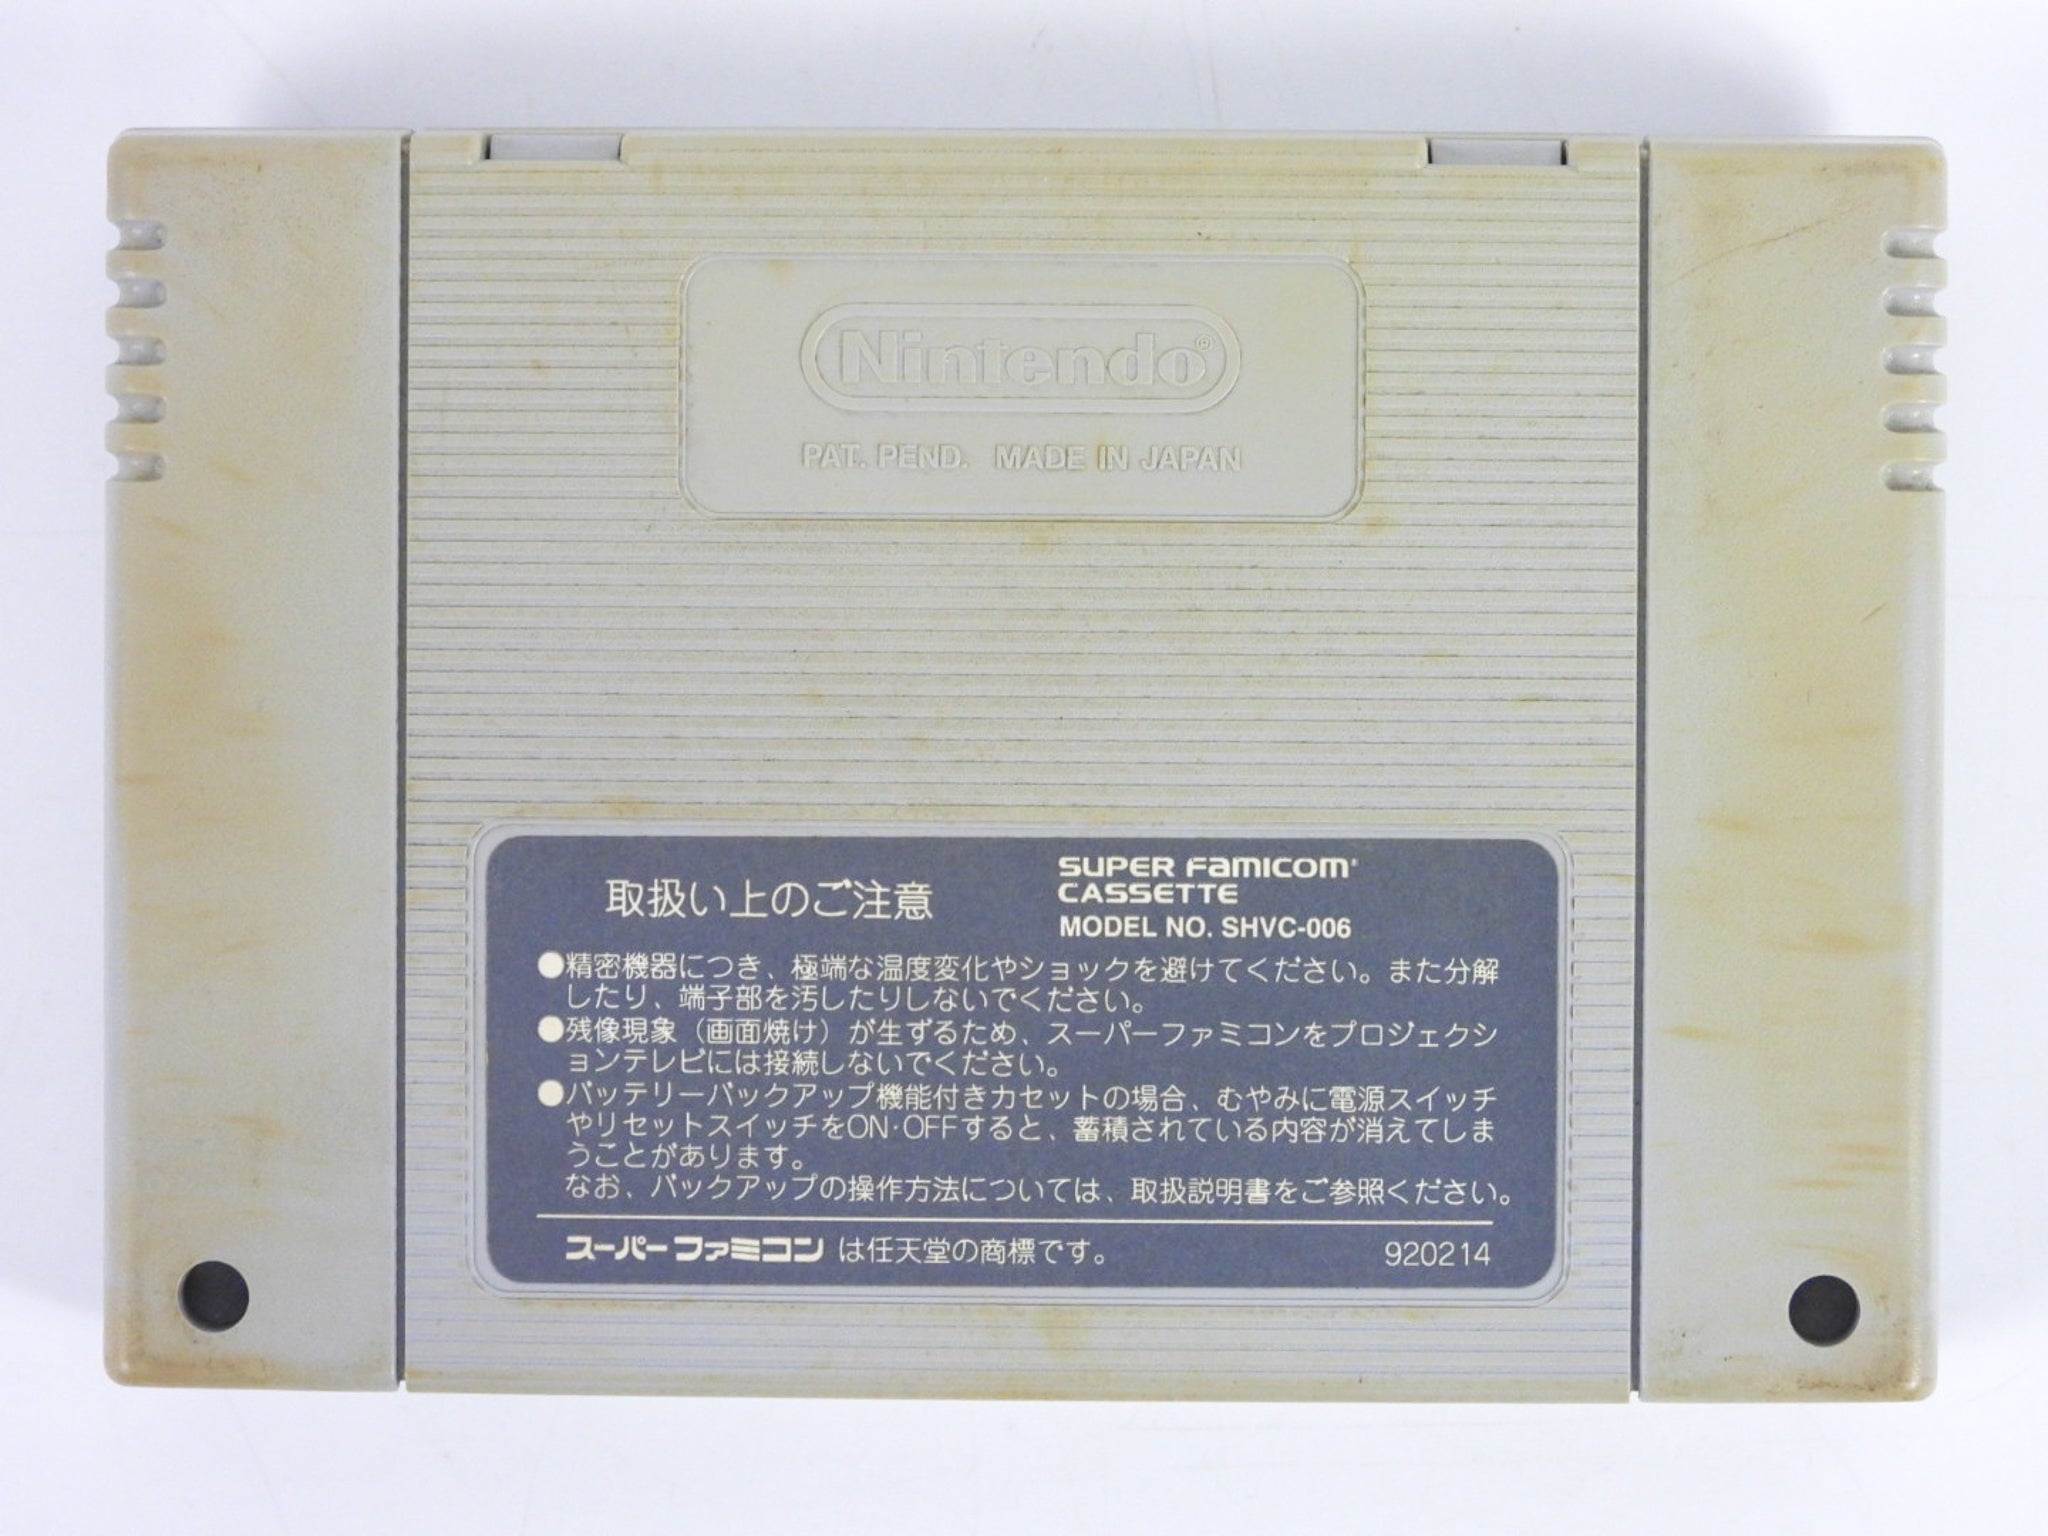 Nintendo®
PAT. PEND. MADE IN JAPAN
取扱い上のご注意
SUPER FAMICOM®
CASSETTE
MODEL NO. SHVC-006
●精密機器につき、極端な温度変化やショックを避けてください。また分解
したり、端子部を汚したりしないでください。
●残像現象（画面焼け）が生ずるため、スーパーファミコンをプロジェクシ
ョンテレビには接続しないでください。
●バッテリーバックアップ機能付きカセットの場合、むやみに電源スイッチ
やリセットスイッチをON・OFFすると、蓄積されている内容が消えてしま
うことがあります。
なお、バックアップの操作方法については、取扱説明書をご参照ください。
スーパーファミコン は任天堂の商標です。
920214